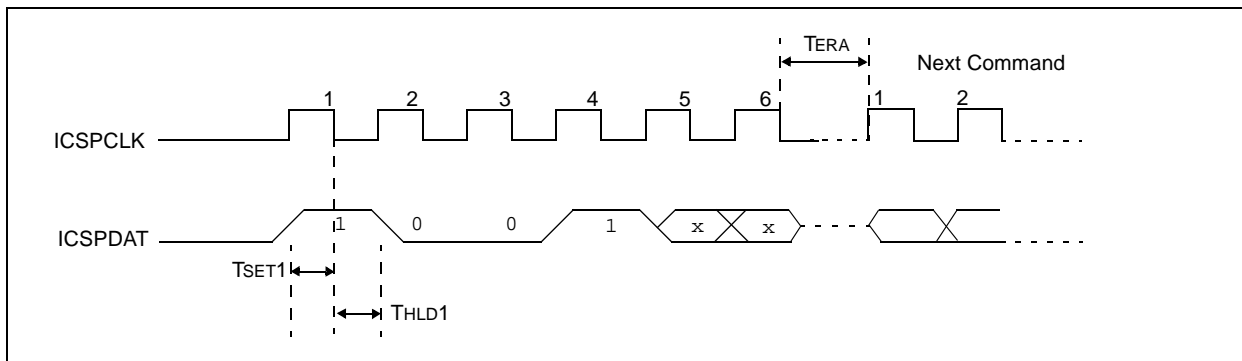 TERA
Next Command
1 2 3 4 5 6 1 2
ICSPCLK
1 0 0 1 x x
ICSPDAT
TSET1
THLD1